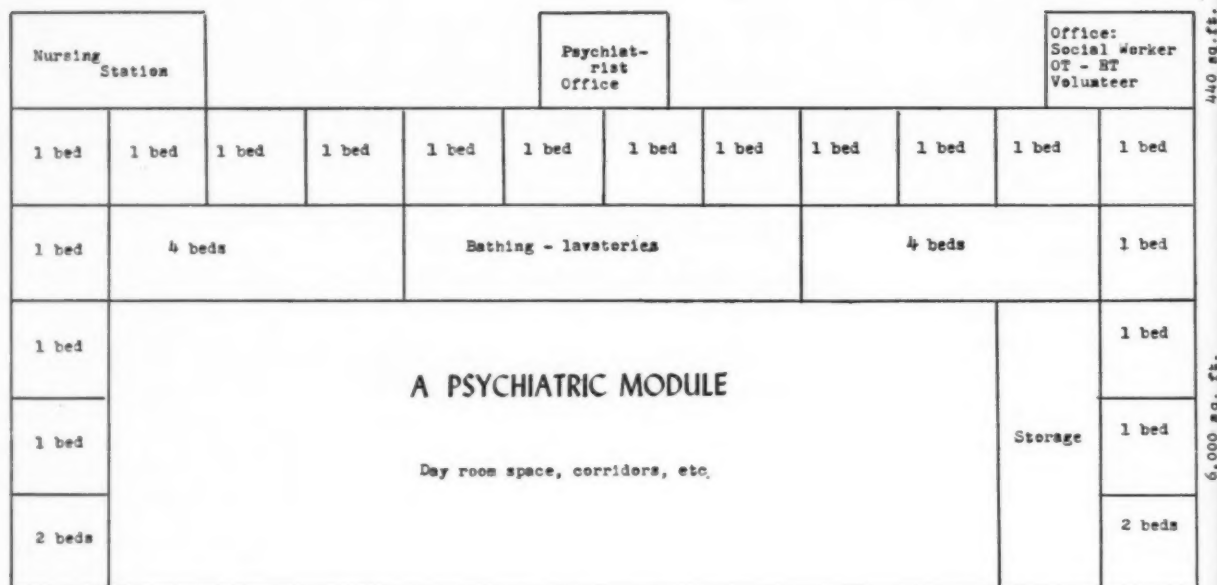 Nursing
Station
Psychiat-
rist
Office
Office:
Social Worker
OT - RT
Volunteer
440 sq.ft.
1 bed 1 bed 1 bed 1 bed 1 bed 1 bed 1 bed 1 bed 1 bed 1 bed 1 bed 1 bed
1 bed 4 beds Bathing - lavatories 4 beds 1 bed
1 bed 1 bed
A PSYCHIATRIC MODULE
6,000 sq. ft.
1 bed Storage 1 bed
Day room space, corridors, etc.
2 beds 2 beds